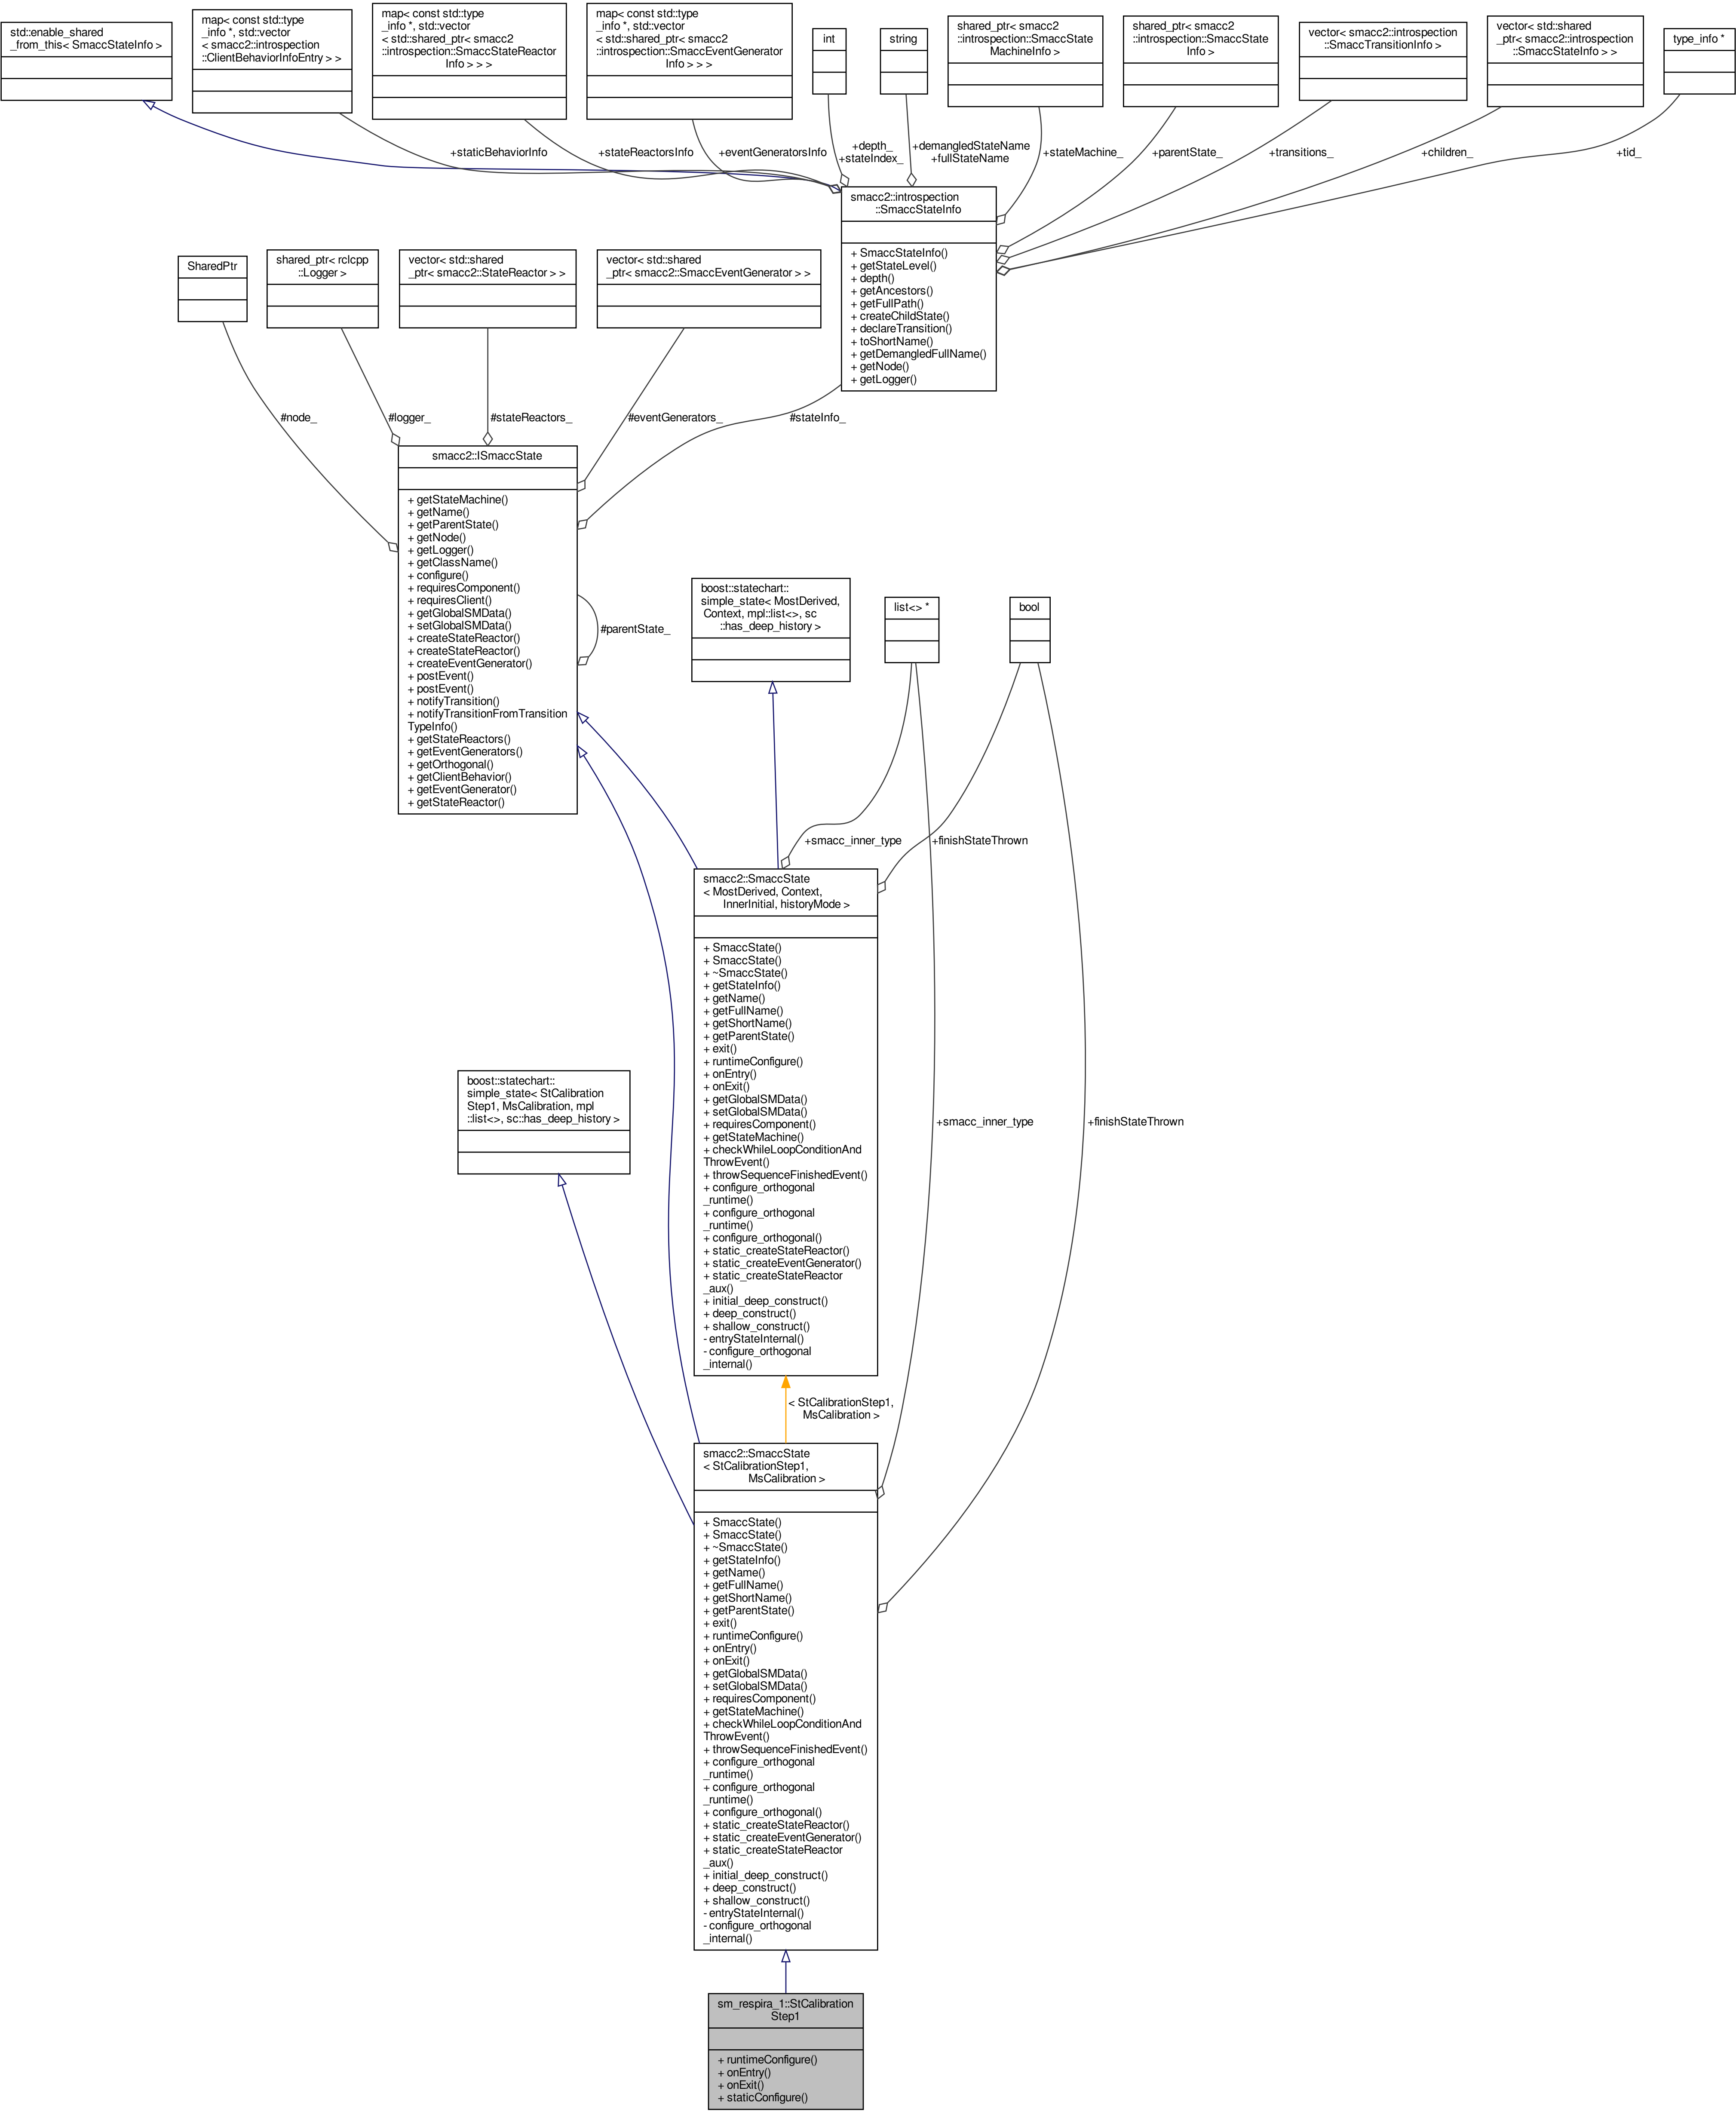 std::enable_shared
_from_this< SmaccStateInfo >
map< const std::type
_info *, std::vector
< smacc2::introspection
::ClientBehaviorInfoEntry > >
map< const std::type
_info *, std::vector
< std::shared_ptr< smacc2
::introspection::SmaccStateReactor
Info > > >
map< const std::type
_info *, std::vector
< std::shared_ptr< smacc2
::introspection::SmaccEventGenerator
Info > > >
int
string
shared_ptr< smacc2
::introspection::SmaccState
MachineInfo >
shared_ptr< smacc2
::introspection::SmaccState
Info >
vector< smacc2::introspection
::SmaccTransitionInfo >
vector< std::shared
_ptr< smacc2::introspection
::SmaccStateInfo > >
type_info *
+staticBehaviorInfo
+stateReactorsInfo
+eventGeneratorsInfo
+depth_
+stateIndex_
+demangledStateName
+fullStateName
+stateMachine_
+parentState_
+transitions_
+children_
+tid_
smacc2::introspection
::SmaccStateInfo
+ SmaccStateInfo()
+ getStateLevel()
+ depth()
+ getAncestors()
+ getFullPath()
+ createChildState()
+ declareTransition()
+ toShortName()
+ getDemangledFullName()
+ getNode()
+ getLogger()
SharedPtr
shared_ptr< rclcpp
::Logger >
vector< std::shared
_ptr< smacc2::StateReactor > >
vector< std::shared
_ptr< smacc2::SmaccEventGenerator > >
#node_
#logger_
#stateReactors_
#eventGenerators_
#stateInfo_
smacc2::ISmaccState
+ getStateMachine()
+ getName()
+ getParentState()
+ getNode()
+ getLogger()
+ getClassName()
+ configure()
+ requiresComponent()
+ requiresClient()
+ getGlobalSMData()
+ setGlobalSMData()
+ createStateReactor()
+ createStateReactor()
+ createEventGenerator()
+ postEvent()
+ postEvent()
+ notifyTransition()
+ notifyTransitionFromTransition
TypeInfo()
+ getStateReactors()
+ getEventGenerators()
+ getOrthogonal()
+ getClientBehavior()
+ getEventGenerator()
+ getStateReactor()
#parentState_
boost::statechart::
simple_state< MostDerived,
Context, mpl::list<>, sc
::has_deep_history >
list<> *
bool
+smacc_inner_type
+finishStateThrown
smacc2::SmaccState
< MostDerived, Context,
InnerInitial, historyMode >
+ SmaccState()
+ SmaccState()
+ ~SmaccState()
+ getStateInfo()
+ getName()
+ getFullName()
+ getShortName()
+ getParentState()
+ exit()
+ runtimeConfigure()
+ onEntry()
+ onExit()
+ getGlobalSMData()
+ setGlobalSMData()
+ requiresComponent()
+ getStateMachine()
+ checkWhileLoopConditionAnd
ThrowEvent()
+ throwSequenceFinishedEvent()
+ configure_orthogonal
_runtime()
+ configure_orthogonal
_runtime()
+ configure_orthogonal()
+ static_createStateReactor()
+ static_createEventGenerator()
+ static_createStateReactor
_aux()
+ initial_deep_construct()
+ deep_construct()
+ shallow_construct()
- entryStateInternal()
- configure_orthogonal
_internal()
boost::statechart::
simple_state< StCalibration
Step1, MsCalibration, mpl
::list<>, sc::has_deep_history >
+smacc_inner_type
+finishStateThrown
< StCalibrationStep1,
MsCalibration >
smacc2::SmaccState
< StCalibrationStep1,
MsCalibration >
+ SmaccState()
+ SmaccState()
+ ~SmaccState()
+ getStateInfo()
+ getName()
+ getFullName()
+ getShortName()
+ getParentState()
+ exit()
+ runtimeConfigure()
+ onEntry()
+ onExit()
+ getGlobalSMData()
+ setGlobalSMData()
+ requiresComponent()
+ getStateMachine()
+ checkWhileLoopConditionAnd
ThrowEvent()
+ throwSequenceFinishedEvent()
+ configure_orthogonal
_runtime()
+ configure_orthogonal
_runtime()
+ configure_orthogonal()
+ static_createStateReactor()
+ static_createEventGenerator()
+ static_createStateReactor
_aux()
+ initial_deep_construct()
+ deep_construct()
+ shallow_construct()
- entryStateInternal()
- configure_orthogonal
_internal()
sm_respira_1::StCalibration
Step1
+ runtimeConfigure()
+ onEntry()
+ onExit()
+ staticConfigure()